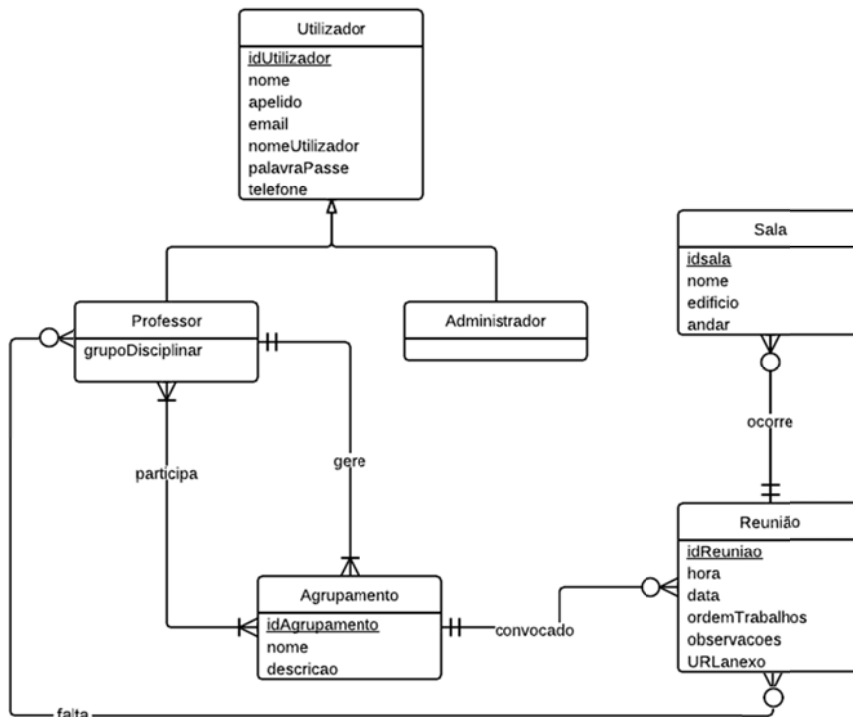 Utilizador
idUtilizador
nome
apelido
email
nomeUtilizador
palavraPasse
telefone
Sala
idsala
nome
edificio
andar
Professor
grupoDisciplinar
Administrador
ocorre
participa
gere
Reunião
idReuniao
hora
data
ordemTrabalhos
observacoes
URLanexo
Agrupamento
idAgrupamento
nome
descricao
convocado
falta